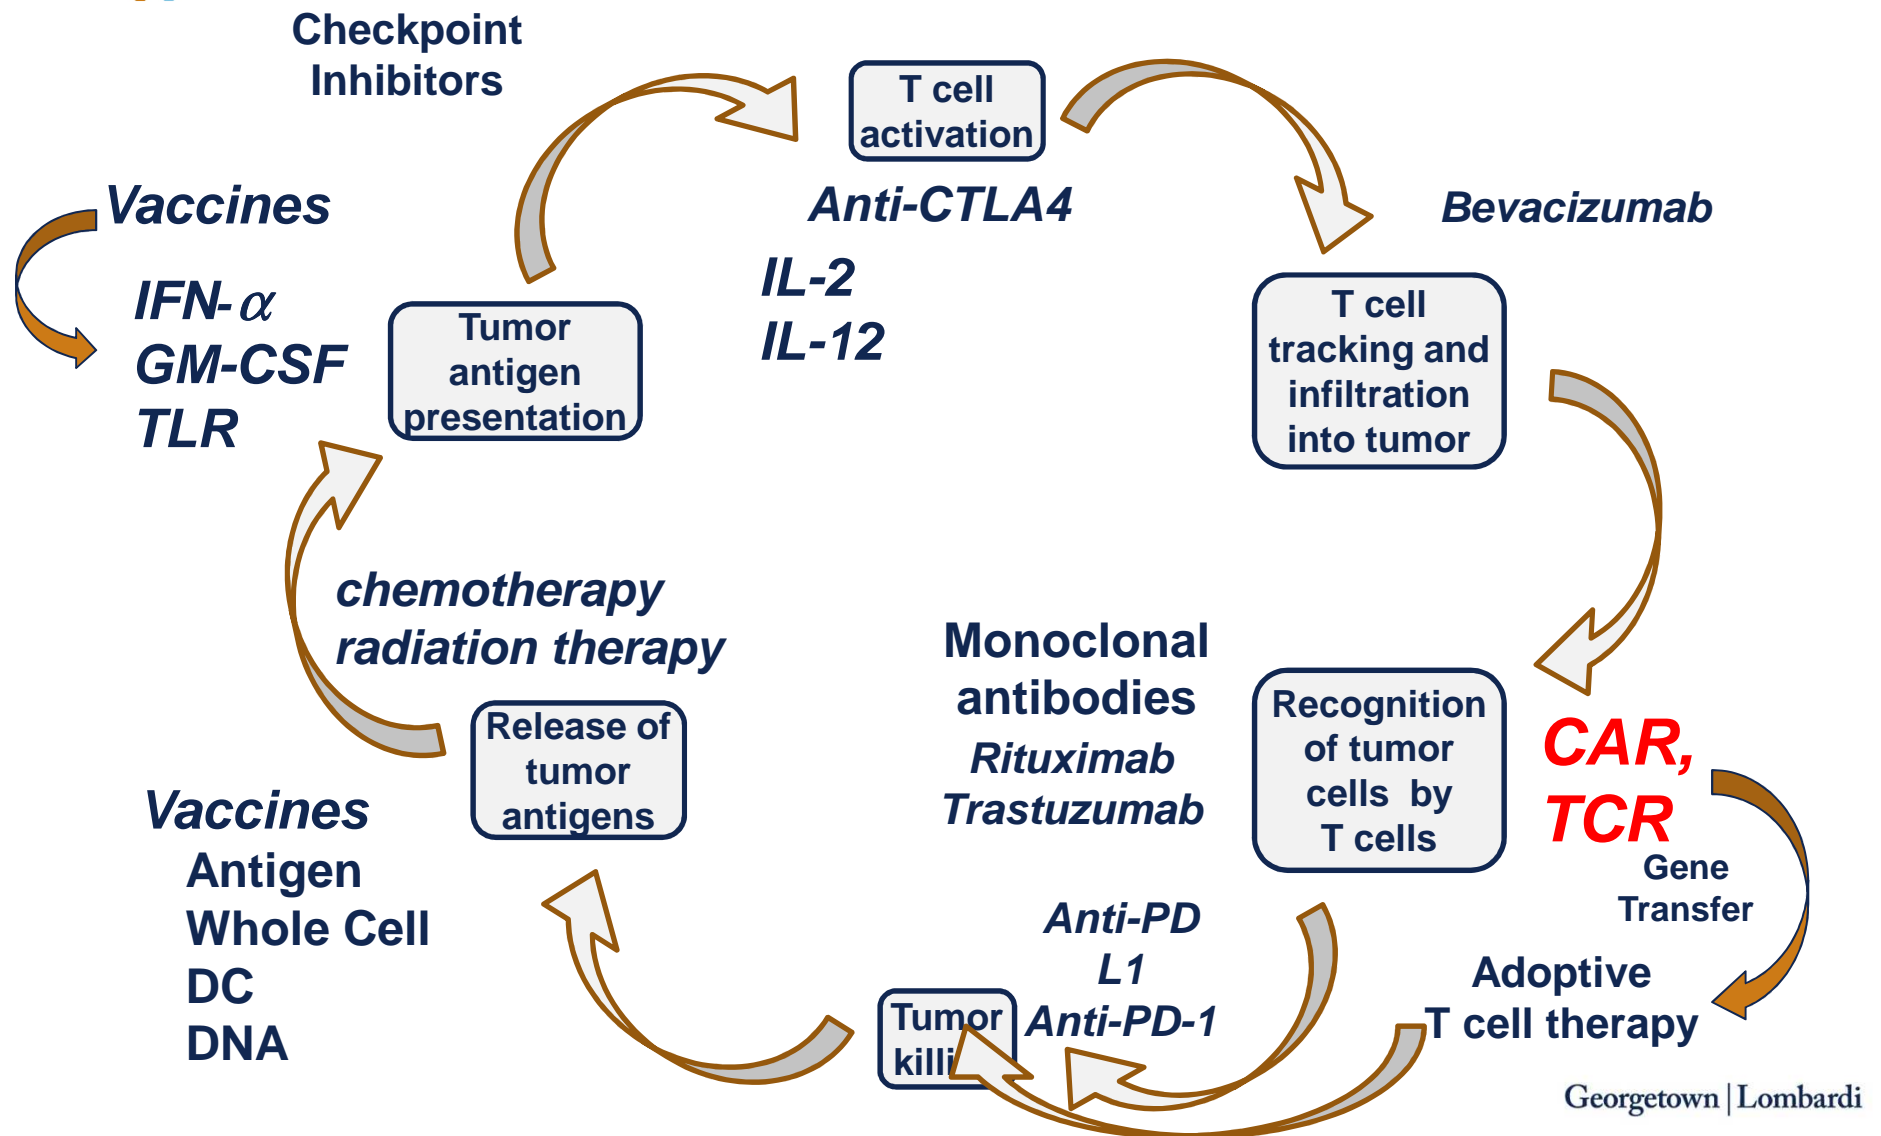 Checkpoint
Inhibitors
T cell
activation
Vaccines
Anti-CTLA4
Bevacizumab
IFN-α
GM-CSF
TLR
Tumor
antigen
presentation
IL-2
IL-12
T cell
tracking and
infiltration
into tumor
chemotherapy
radiation therapy
Monoclonal
antibodies
Rituximab
Trastuzumab
Recognition
of tumor
cells by
T cells
CAR,
TCR
Gene
Transfer
Release of
tumor
antigens
Vaccines
Antigen
Whole Cell
DC
DNA
Anti-PD
L1
Anti-PD-1
Tumor
Adoptive
T cell therapy
Georgetown | Lombardi